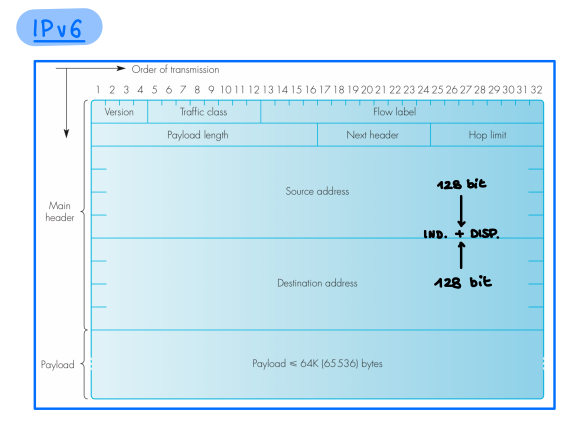 IPv6
Order of transmission
1 2 3 4 5 6 7 8 9 10 11 12 13 14 15 16 17 18 19 20 21 22 23 24 25 26 27 28 29 30 31 32
Version Traffic class Flow label
Payload length Next header Hop limit
Source address 128 bit
Main
header
IND. + DISP.
Destination address 128 bit
Payload Payload ⩽ 64K (65 536) bytes